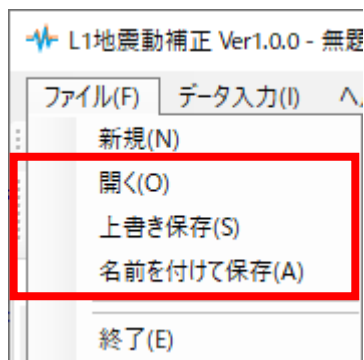 L1地震動補正 Ver1.0.0 - 無題
ファイル(F) データ入力(I) ヘ
新規(N)
開く(O)
上書き保存(S)
名前を付けて保存(A)
終了(E)